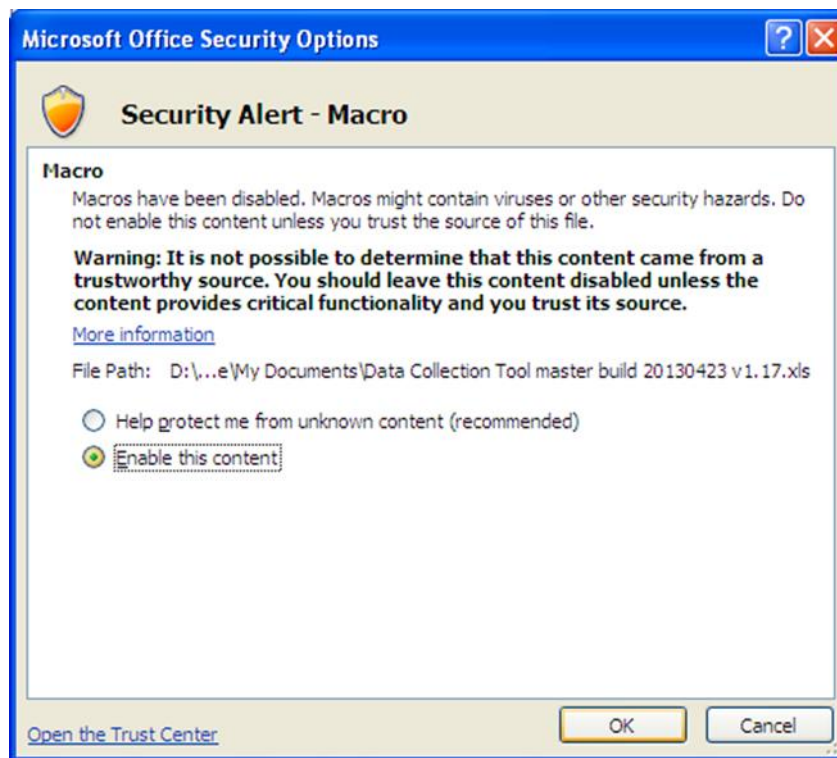 Microsoft Office Security Options
Security Alert - Macro
Macro
Macros have been disabled. Macros might contain viruses or other security hazards. Do
not enable this content unless you trust the source of this file.
Warning: It is not possible to determine that this content came from a
trustworthy source. You should leave this content disabled unless the
content provides critical functionality and you trust its source.
More information
File Path: D:\...e\My Documents\Data Collection Tool master build 20130423 v1.17.xls
Help protect me from unknown content (recommended)
Enable this content
Open the Trust Center
OK
Cancel